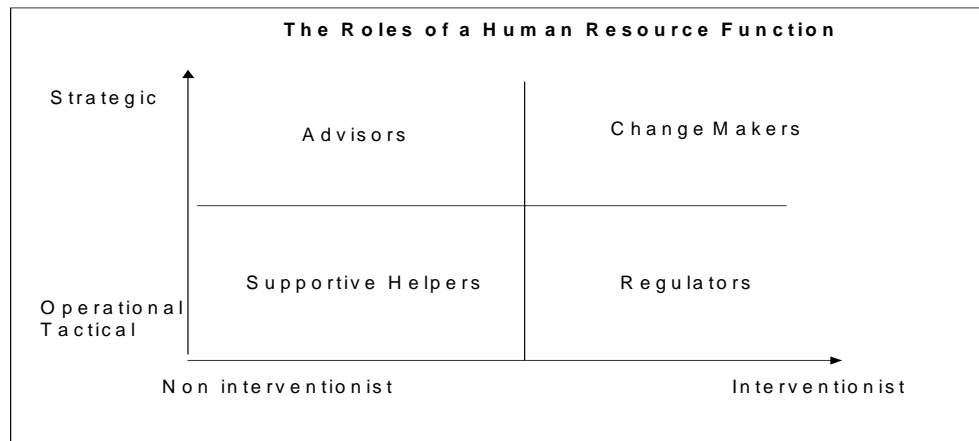 The Roles of a Human Resource Function
Strategic
Advisors
Change Makers
Supportive Helpers
Regulators
Operational
Tactical
Non interventionist
Interventionist